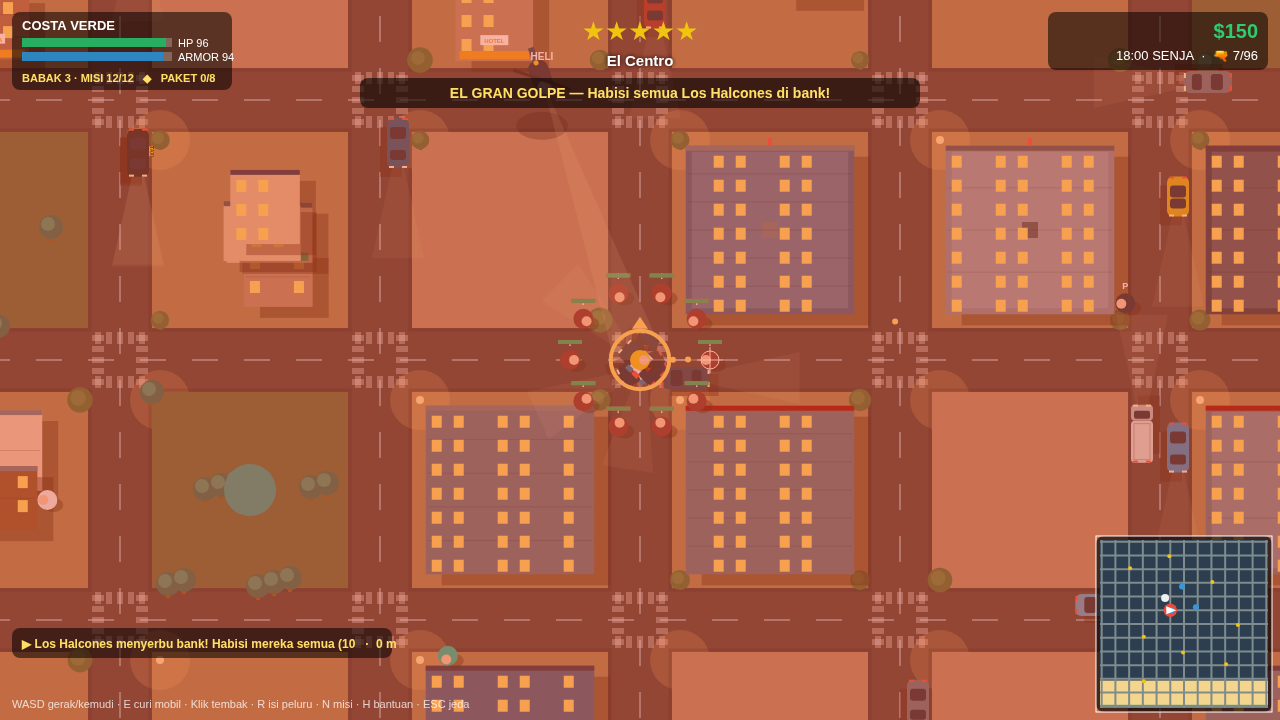 COSTA VERDE
HP 96
ARMOR 94
BABAK 3 · MISI 12/12 ◆ PAKET 0/8
★★★★★
El Centro
EL GRAN GOLPE — Habisi semua Los Halcones di bank!
$150
18:00 SENJA · 7/96
HOTEL
HELI
P
▶ Los Halcones menyerbu bank! Habisi mereka semua (10 · 0 m
WASD gerak/kemudi · E curi mobil · Klik tembak · R isi peluru · N misi · H bantuan · ESC jeda